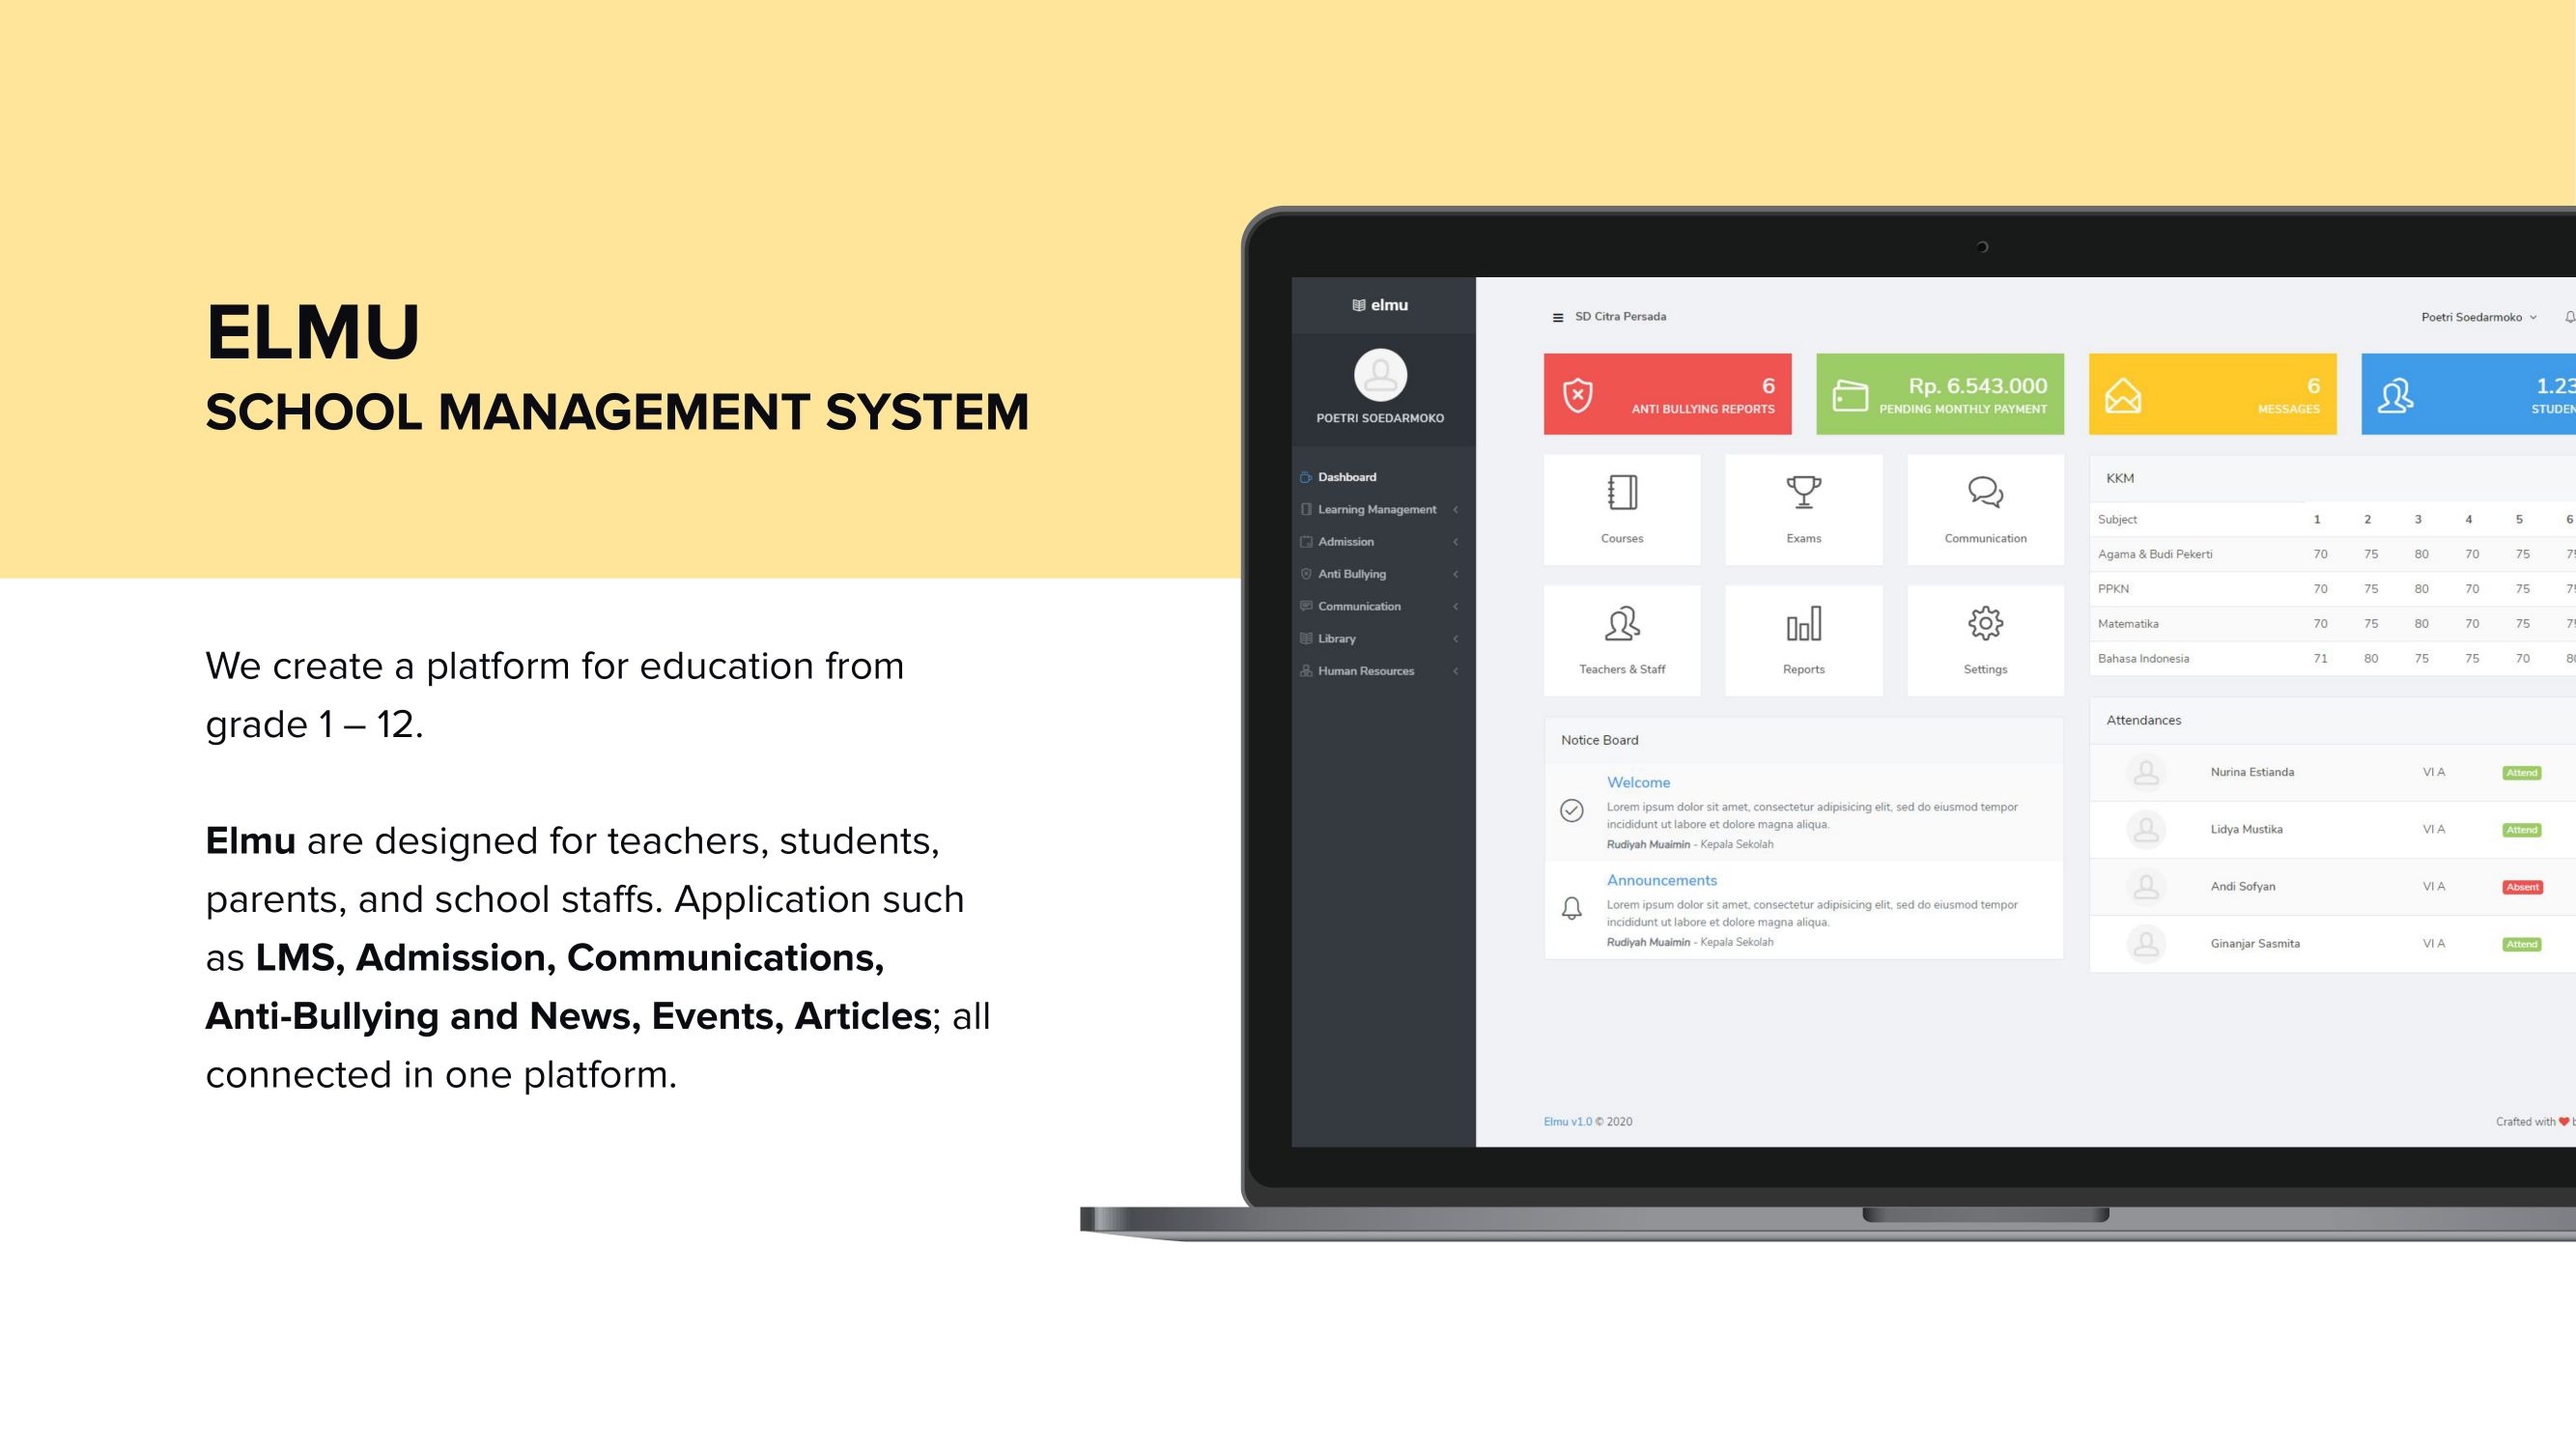 ELMU
SCHOOL MANAGEMENT SYSTEM
We create a platform for education from
grade 1 – 12.
Elmu are designed for teachers, students,
parents, and school staffs. Application such
as LMS, Admission, Communications,
Anti-Bullying and News, Events, Articles; all
connected in one platform.
elmu
POETRI SOEDARMOKO
Dashboard
Learning Management
Admission
Anti Bullying
Communication
Library
Human Resources
SD Citra Persada
Poetri Soedarmoko
6
ANTI BULLYING REPORTS
Rp. 6.543.000
PENDING MONTHLY PAYMENT
6
MESSAGES
1.23
STUDEN
Courses
Exams
Communication
Teachers & Staff
Reports
Settings
Notice Board
Welcome
Lorem ipsum dolor sit amet, consectetur adipisicing elit, sed do eiusmod tempor
incididunt ut labore et dolore magna aliqua.
Rudiyah Muaimin - Kepala Sekolah
Announcements
Lorem ipsum dolor sit amet, consectetur adipisicing elit, sed do eiusmod tempor
incididunt ut labore et dolore magna aliqua.
Rudiyah Muaimin - Kepala Sekolah
KKM
Subject 1 2 3 4 5 6
Agama & Budi Pekerti 70 75 80 70 75
PPKN 70 75 80 70 75
Matematika 70 75 80 70 75
Bahasa Indonesia 71 80 75 75 70
Attendances
Nurina Estianda VI A Attend
Lidya Mustika VI A Attend
Andi Sofyan VI A Absent
Ginanjar Sasmita VI A Attend
Elmu v1.0 © 2020
Crafted with ❤